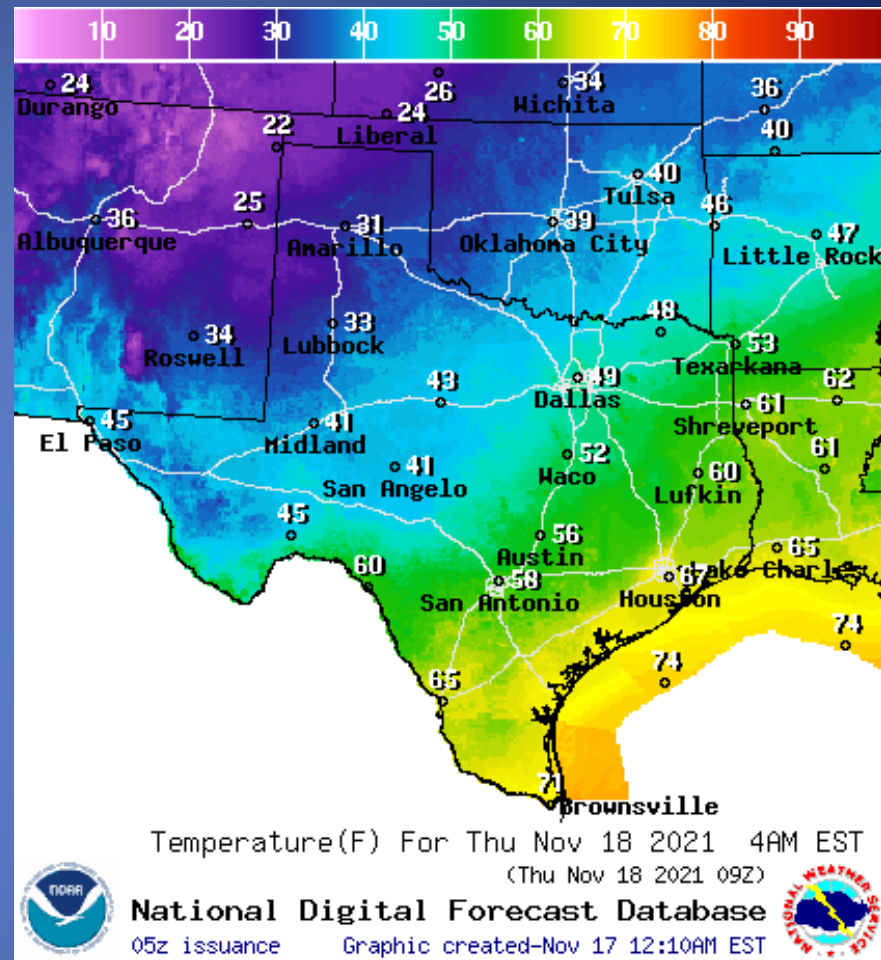 10 20 30 40 50 60 70 80 90
24 Durango
26
24 Liberal
34 Wichita
36
22
40
40 Tulsa
36 Albuquerque
25
31 Amarillo
39 Oklahoma City
46
47 Little Rock
34 Roswell
33 Lubbock
48
53 Texarkana
43
49 Dallas
62
45 El Paso
41 Midland
61 Shreveport
41 San Angelo
52 Waco
60 Lufkin
61
45
56 Austin
65
60
58 San Antonio
67 Houston
74
74
65
71
Brownsville
Temperature(F) For Thu Nov 18 2021 4AM EST
(Thu Nov 18 2021 09Z)
NOAA
National Digital Forecast Database
05z issuance Graphic created-Nov 17 12:10AM EST
NATIONAL WEATHER SERVICE